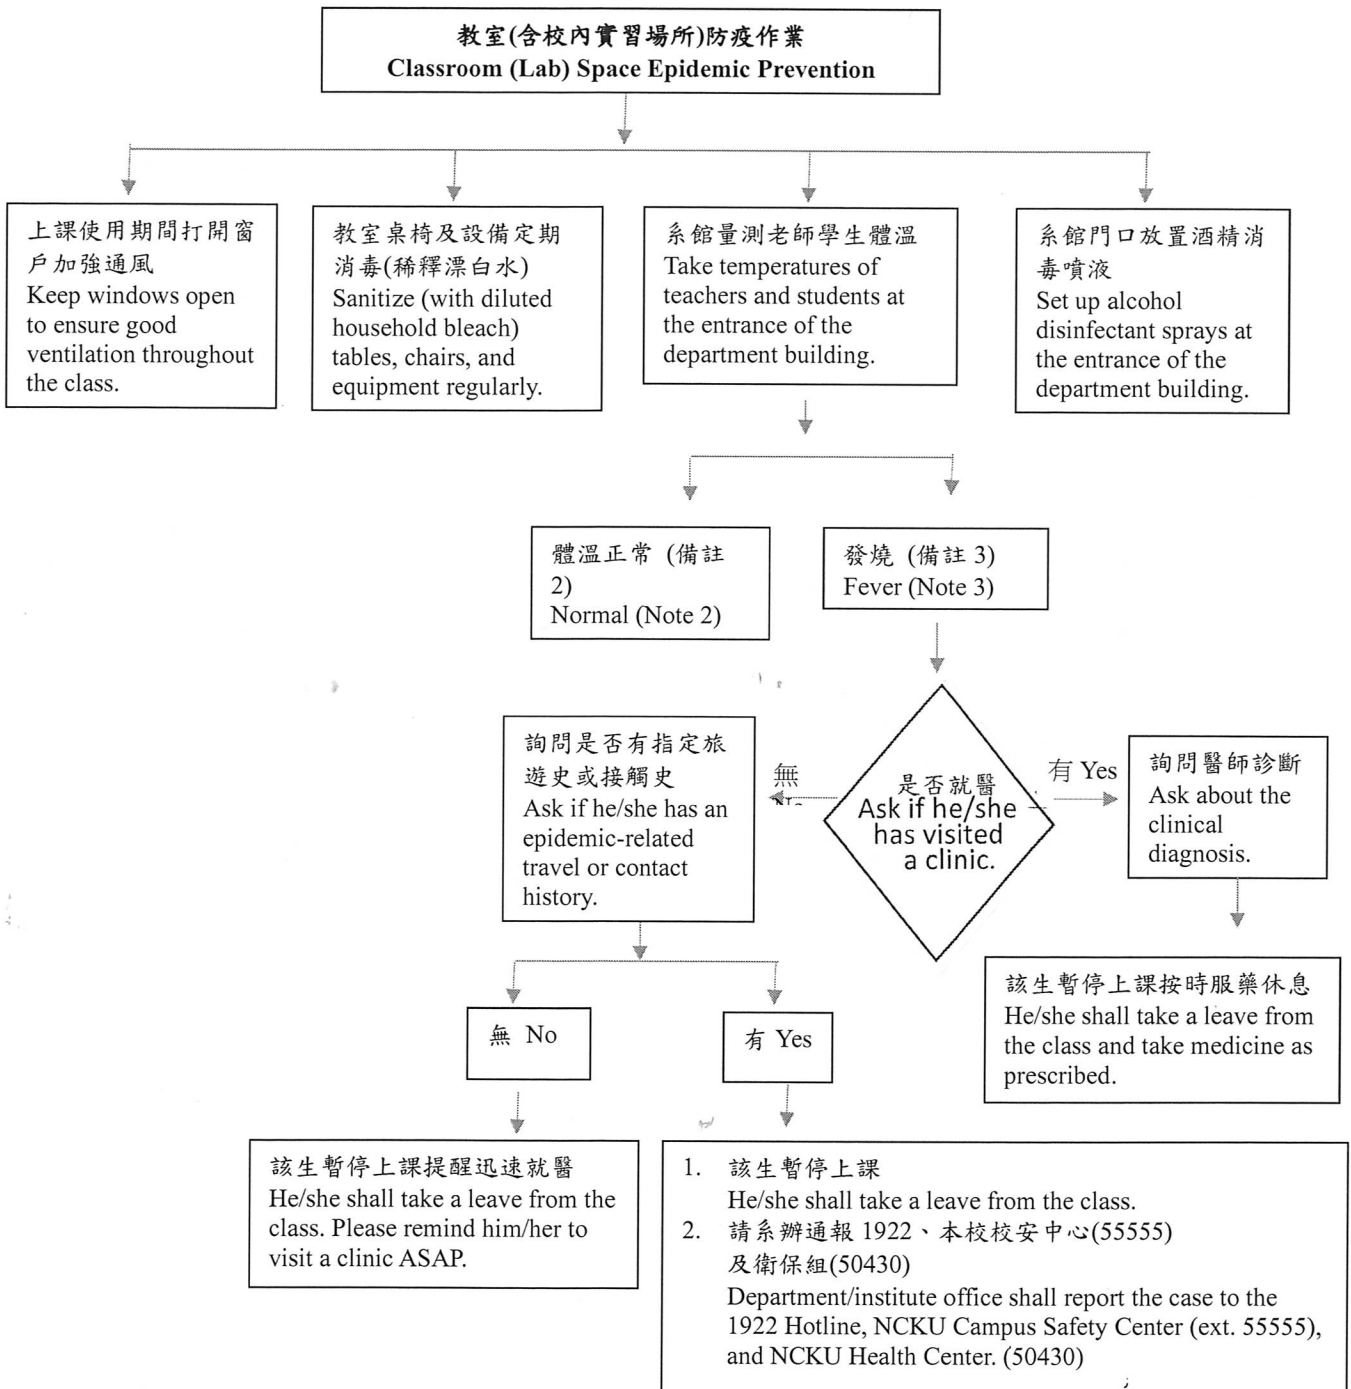 教室(含校內實習場所)防疫作業
Classroom (Lab) Space Epidemic Prevention
上課使用期間打開窗
戶加強通風
Keep windows open
to ensure good
ventilation throughout
the class.
教室桌椅及設備定期
消毒(稀釋漂白水)
Sanitize (with diluted
household bleach)
tables, chairs, and
equipment regularly.
系館量測老師學生體溫
Take temperatures of
teachers and students at
the entrance of the
department building.
系館門口放置酒精消
毒噴液
Set up alcohol
disinfectant sprays at
the entrance of the
department building.
體溫正常 (備註
2)
Normal (Note 2)
發燒 (備註 3)
Fever (Note 3)
詢問是否有指定旅
遊史或接觸史
Ask if he/she has an
epidemic-related
travel or contact
history.
無
是否就醫
Ask if he/she
has visited
a clinic.
有 Yes
詢問醫師診斷
Ask about the
clinical
diagnosis.
該生暫停上課按時服藥休息
He/she shall take a leave from
the class and take medicine as
prescribed.
無 No
有 Yes
該生暫停上課提醒迅速就醫
He/she shall take a leave from the
class. Please remind him/her to
visit a clinic ASAP.
1. 該生暫停上課
He/she shall take a leave from the class.
2. 請系辦通報 1922、本校校安中心(55555)
及衛保組(50430)
Department/institute office shall report the case to the
1922 Hotline, NCKU Campus Safety Center (ext. 55555),
and NCKU Health Center. (50430)